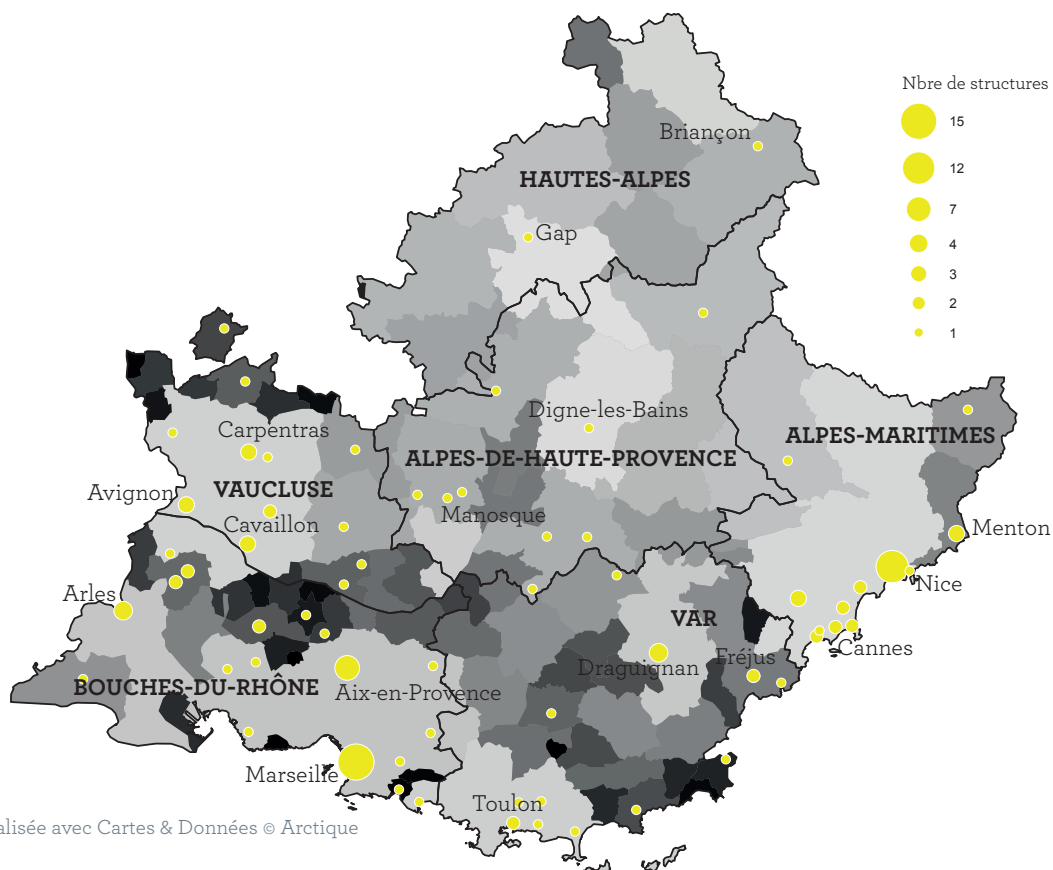 Nbre de structures
15
12
7
4
3
2
1
Briançon
HAUTES-ALPES
Gap
Digne-les-Bains
Carpentras
ALPES-MARITIMES
ALPES-DE-HAUTE-PROVENCE
Avignon
VAUCLUSE
Manosque
Cavaillon
Menton
Nice
Arles
VAR
Cannes
Draguignan
Fréjus
BOUCHES-DU-RHÔNE
Aix-en-Provence
Marseille
Toulon
alisée avec Cartes & Données © Arctique